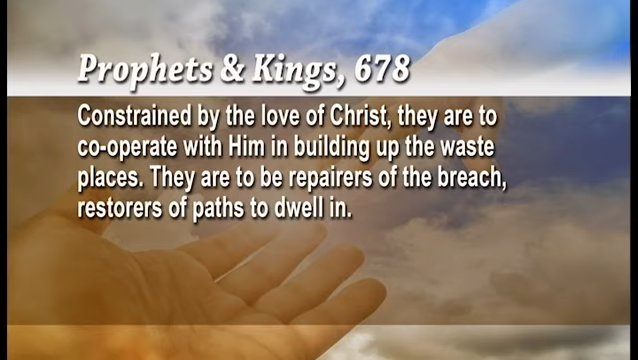 Prophets & Kings, 678
Constrained by the love of Christ, they are to
co-operate with Him in building up the waste
places. They are to be repairers of the breach,
restorers of paths to dwell in.